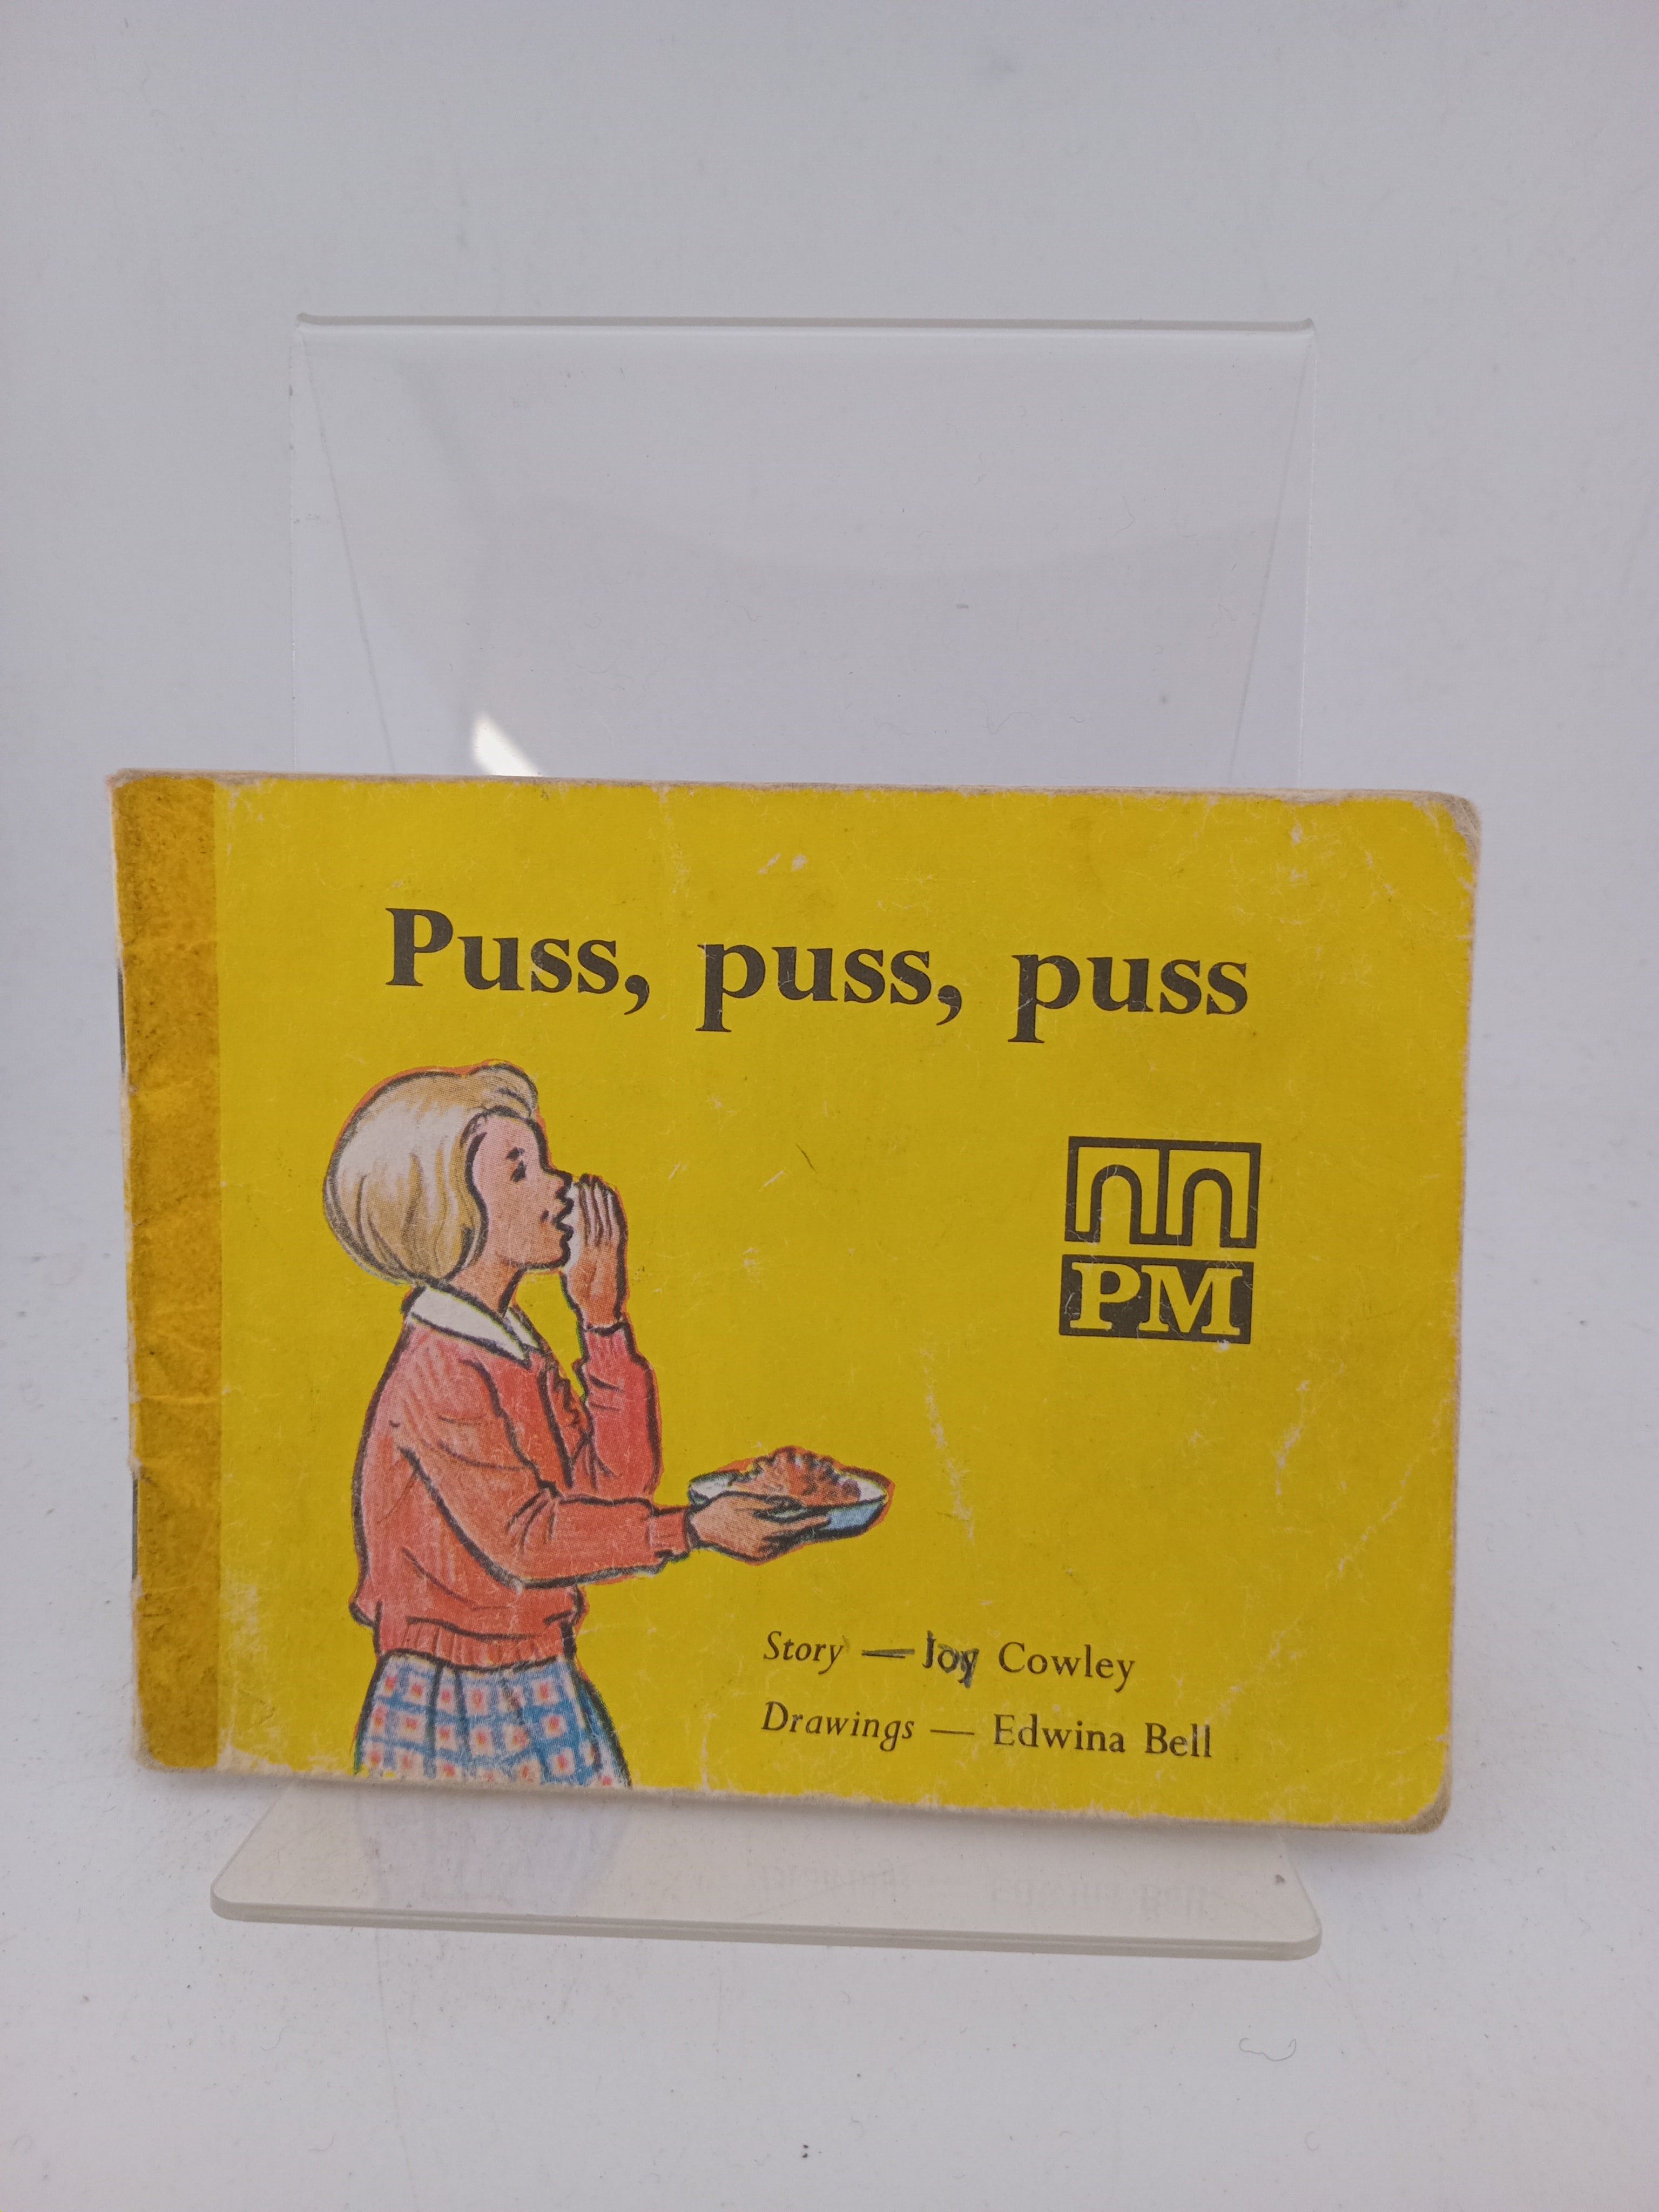 Puss, puss, puss
PM
Story — Joy Cowley
Drawings — Edwina Bell